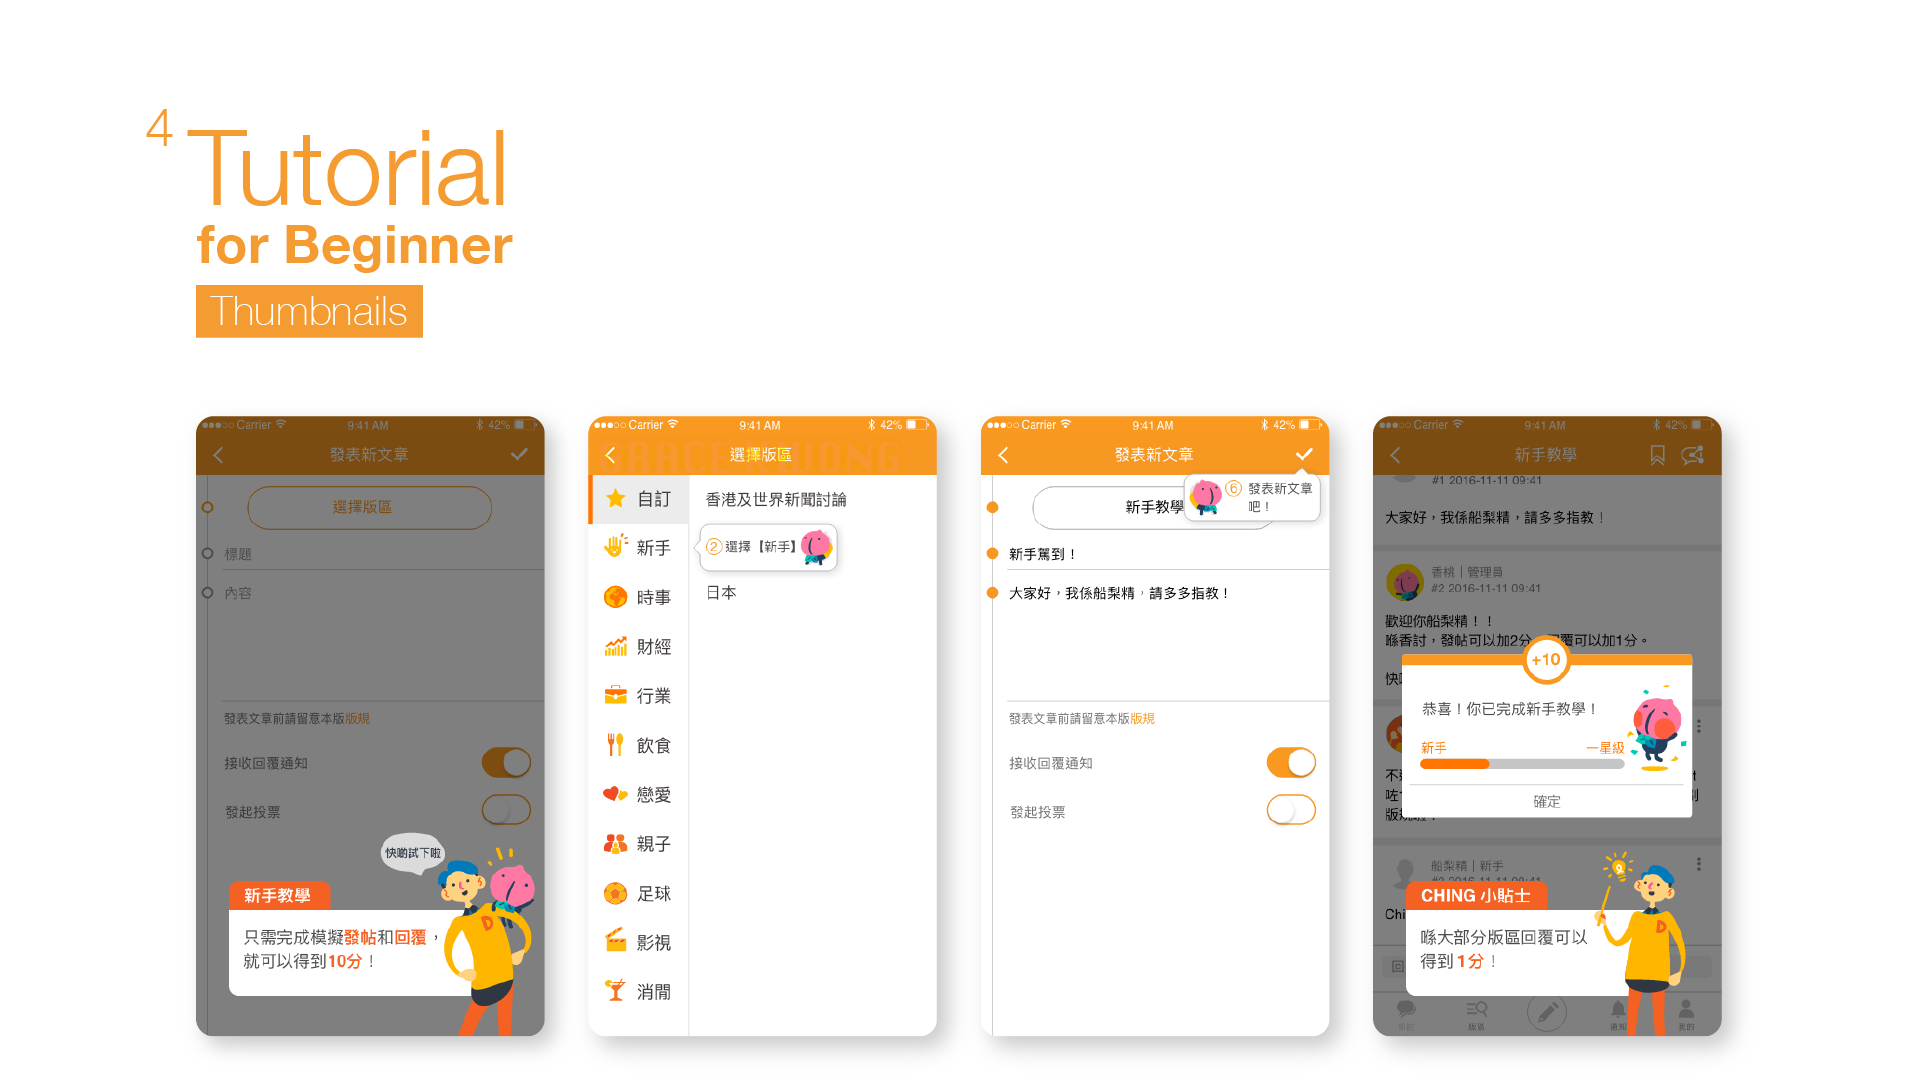 4
Tutorial
for Beginner
Thumbnails
Carrier
9:41 AM
42%
發表新文章
選擇版區
標題
內容
發表文章前請留意本版版規
接收回覆通知
發起投票
快啲試下啦
新手教學
只需完成模擬發帖和回覆，
就可以得到10分！
D
Carrier
9:41 AM
42%
選擇版區
自訂
新手
時事
財經
行業
飲食
戀愛
親子
足球
影視
消閒
香港及世界新聞討論
② 選擇【新手】
日本
Carrier
9:41 AM
42%
發表新文章
新手教學
⑥ 發表新文章
吧！
新手駕到！
大家好，我係船梨精，請多多指教！
發表文章前請留意本版版規
接收回覆通知
發起投票
Carrier
9:41 AM
42%
新手教學
#1 2016-11-11 09:41
大家好，我係船梨精，請多多指教！
香桃｜管理員
#2 2016-11-11 09:41
歡迎你船梨精！！
喺香討，發帖可以加2分，回覆可以加1分。
+10
恭喜！你已完成新手教學！
新手
一星級
確定
船梨精｜新手
#3 2016-11-11 09:41
CHING 小貼士
喺大部分版區回覆可以
得到 1分！
D
版區
通知
我的